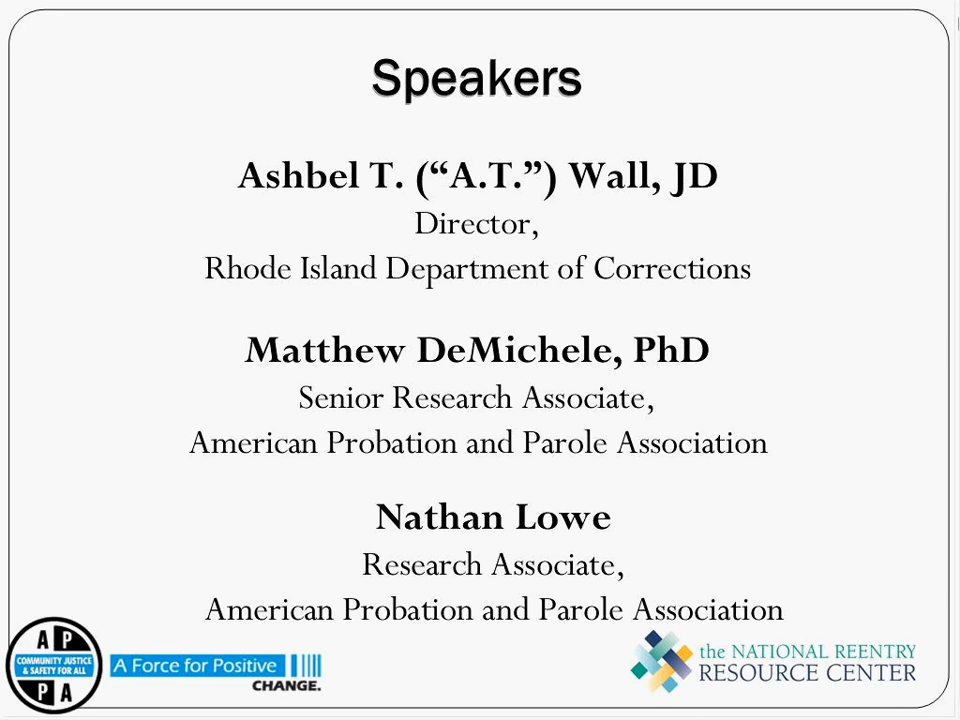 Speakers
Ashbel T. (“A.T.”) Wall, JD
Director,
Rhode Island Department of Corrections
Matthew DeMichele, PhD
Senior Research Associate,
American Probation and Parole Association
Nathan Lowe
Research Associate,
American Probation and Parole Association
A P
COMMUNITY JUSTICE
& SAFETY FOR ALL
P A
A Force for Positive
CHANGE.
the NATIONAL REENTRY
RESOURCE CENTER